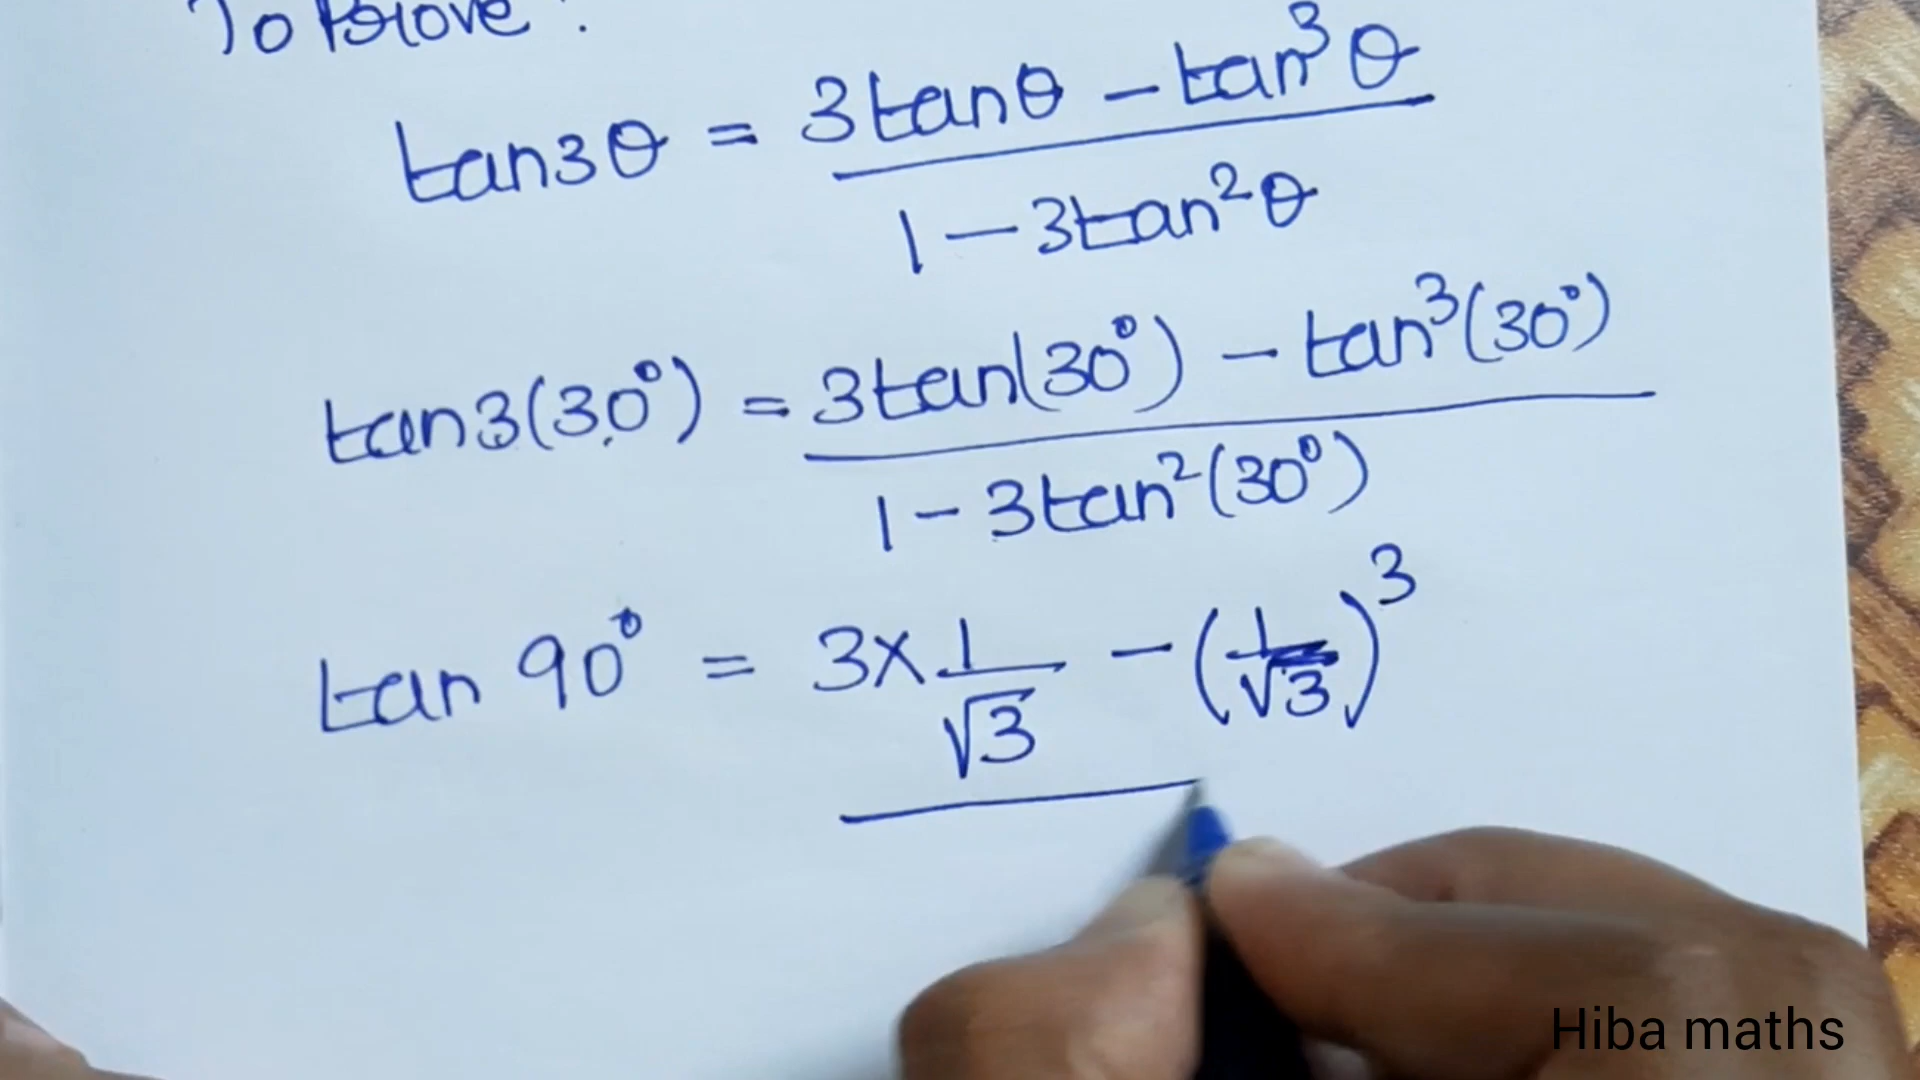 To Prove :
tan3θ = 3tanθ - tan³θ
1 - 3tan²θ
tan3(30°) = 3tan(30°) - tan³(30°)
1 - 3tan²(30°)
tan 90° = 3×1/√3 - (1/√3)³
Hiba maths